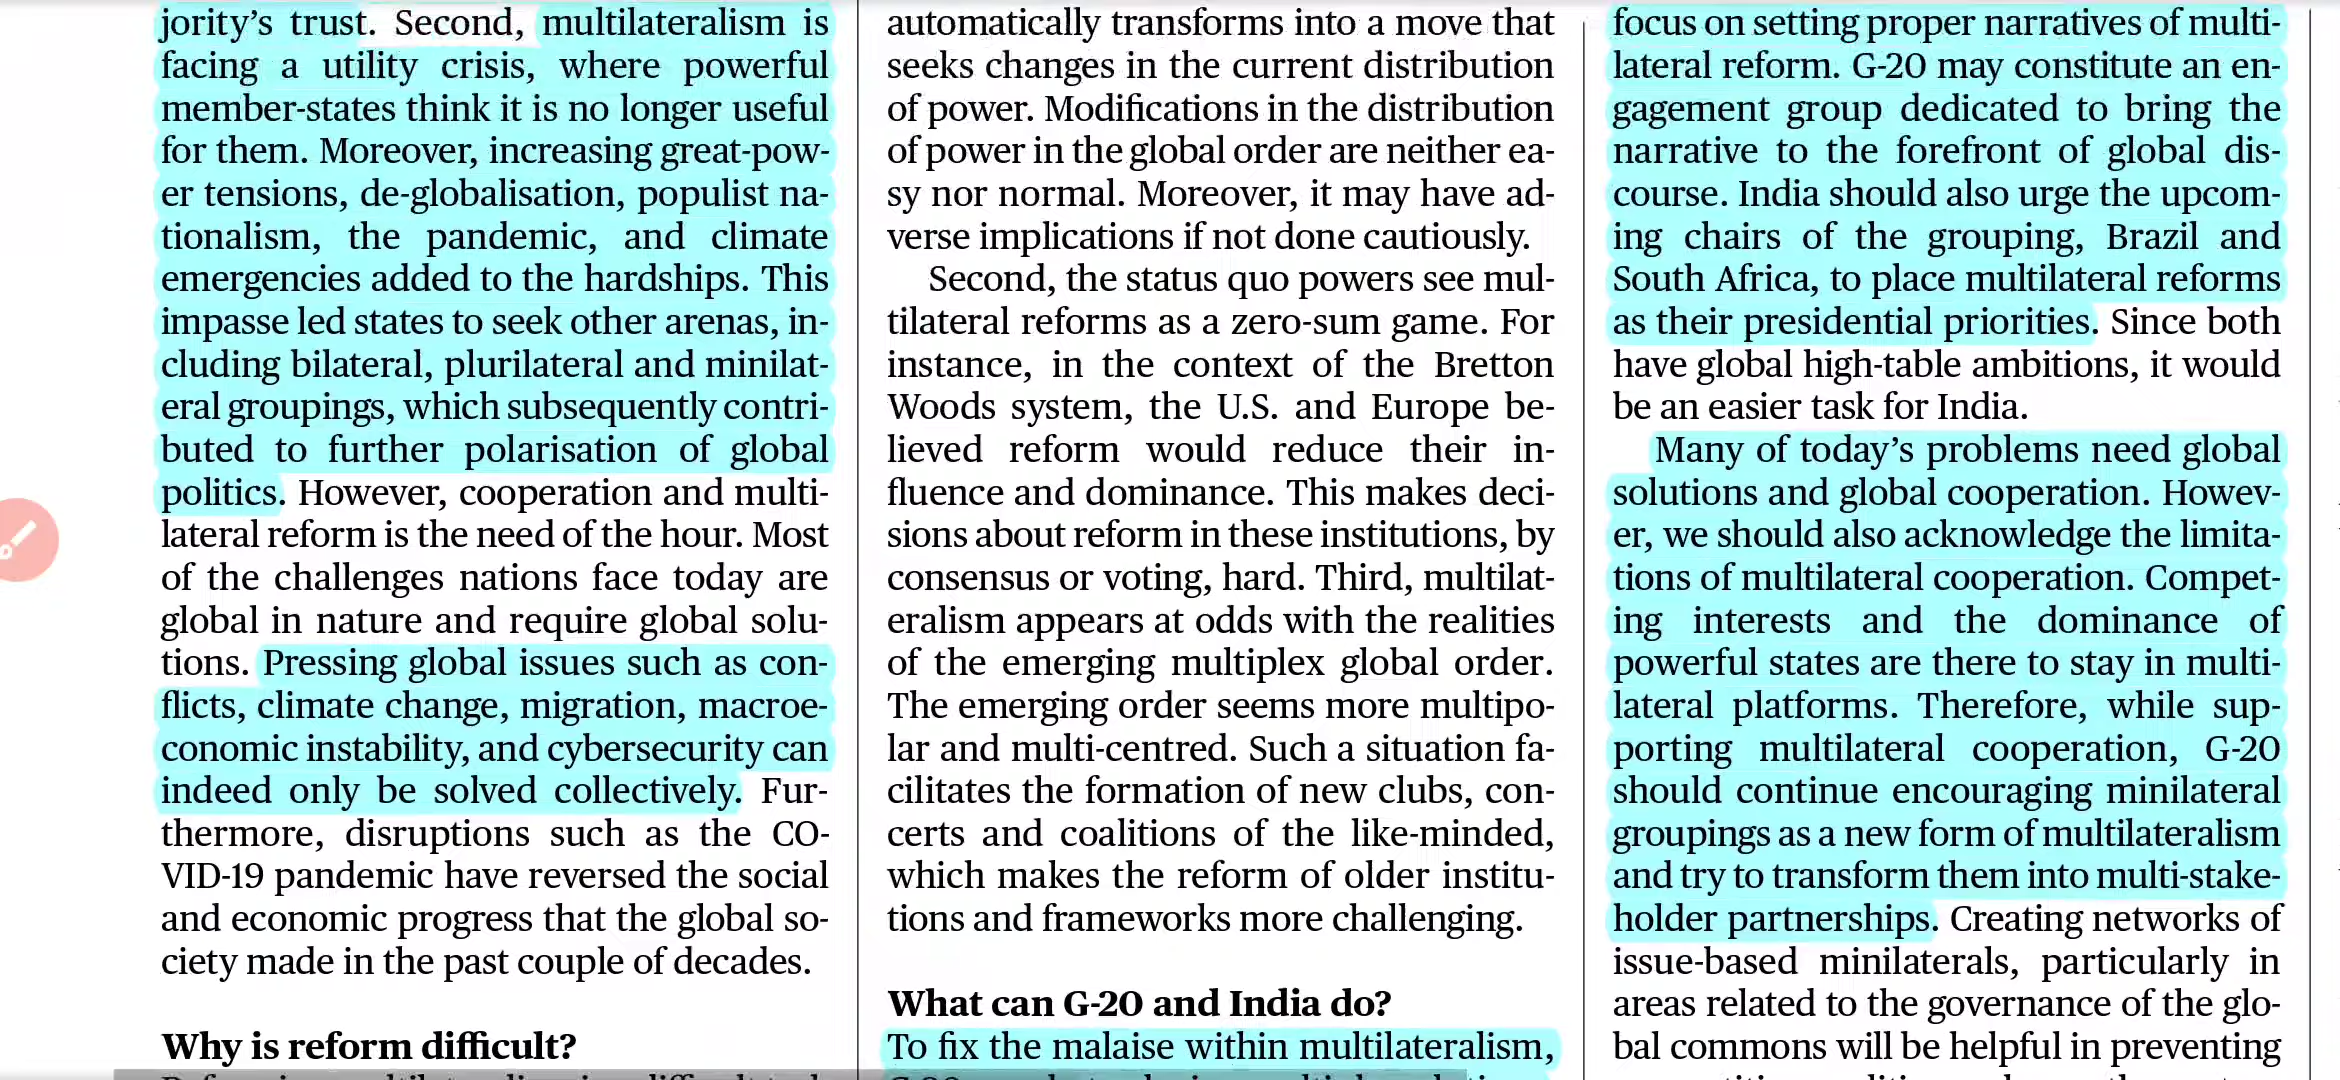 jority's trust. Second, multilateralism is
facing a utility crisis, where powerful
member-states think it is no longer useful
for them. Moreover, increasing great-pow-
er tensions, de-globalisation, populist na-
tionalism, the pandemic, and climate
emergencies added to the hardships. This
impasse led states to seek other arenas, in-
cluding bilateral, plurilateral and minilat-
eral groupings, which subsequently contri-
buted to further polarisation of global
politics. However, cooperation and multi-
lateral reform is the need of the hour. Most
of the challenges nations face today are
global in nature and require global solu-
tions. Pressing global issues such as con-
flicts, climate change, migration, macroe-
conomic instability, and cybersecurity can
indeed only be solved collectively. Fur-
thermore, disruptions such as the CO-
VID-19 pandemic have reversed the social
and economic progress that the global so-
ciety made in the past couple of decades.
Why is reform difficult?
automatically transforms into a move that
seeks changes in the current distribution
of power. Modifications in the distribution
of power in the global order are neither ea-
sy nor normal. Moreover, it may have ad-
verse implications if not done cautiously.
Second, the status quo powers see mul-
tilateral reforms as a zero-sum game. For
instance, in the context of the Bretton
Woods system, the U.S. and Europe be-
lieved reform would reduce their in-
fluence and dominance. This makes deci-
sions about reform in these institutions, by
consensus or voting, hard. Third, multilat-
eralism appears at odds with the realities
of the emerging multiplex global order.
The emerging order seems more multipo-
lar and multi-centred. Such a situation fa-
cilitates the formation of new clubs, con-
certs and coalitions of the like-minded,
which makes the reform of older institu-
tions and frameworks more challenging.
What can G-20 and India do?
To fix the malaise within multilateralism,
focus on setting proper narratives of multi-
lateral reform. G-20 may constitute an en-
gagement group dedicated to bring the
narrative to the forefront of global dis-
course. India should also urge the upcom-
ing chairs of the grouping, Brazil and
South Africa, to place multilateral reforms
as their presidential priorities. Since both
have global high-table ambitions, it would
be an easier task for India.
Many of today's problems need global
solutions and global cooperation. Howev-
er, we should also acknowledge the limita-
tions of multilateral cooperation. Compet-
ing interests and the dominance of
powerful states are there to stay in multi-
lateral platforms. Therefore, while sup-
porting multilateral cooperation, G-20
should continue encouraging minilateral
groupings as a new form of multilateralism
and try to transform them into multi-stake-
holder partnerships. Creating networks of
issue-based minilaterals, particularly in
areas related to the governance of the glo-
bal commons will be helpful in preventing